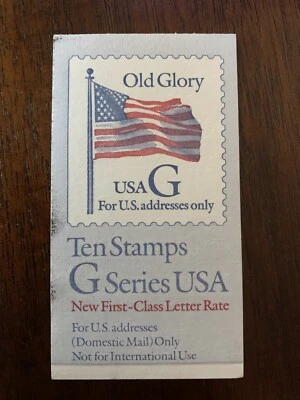 Old Glory
USA G
For U.S. addresses only
Ten Stamps
G Series USA
New First-Class Letter Rate
For U.S. addresses
(Domestic Mail) Only
Not for International Use